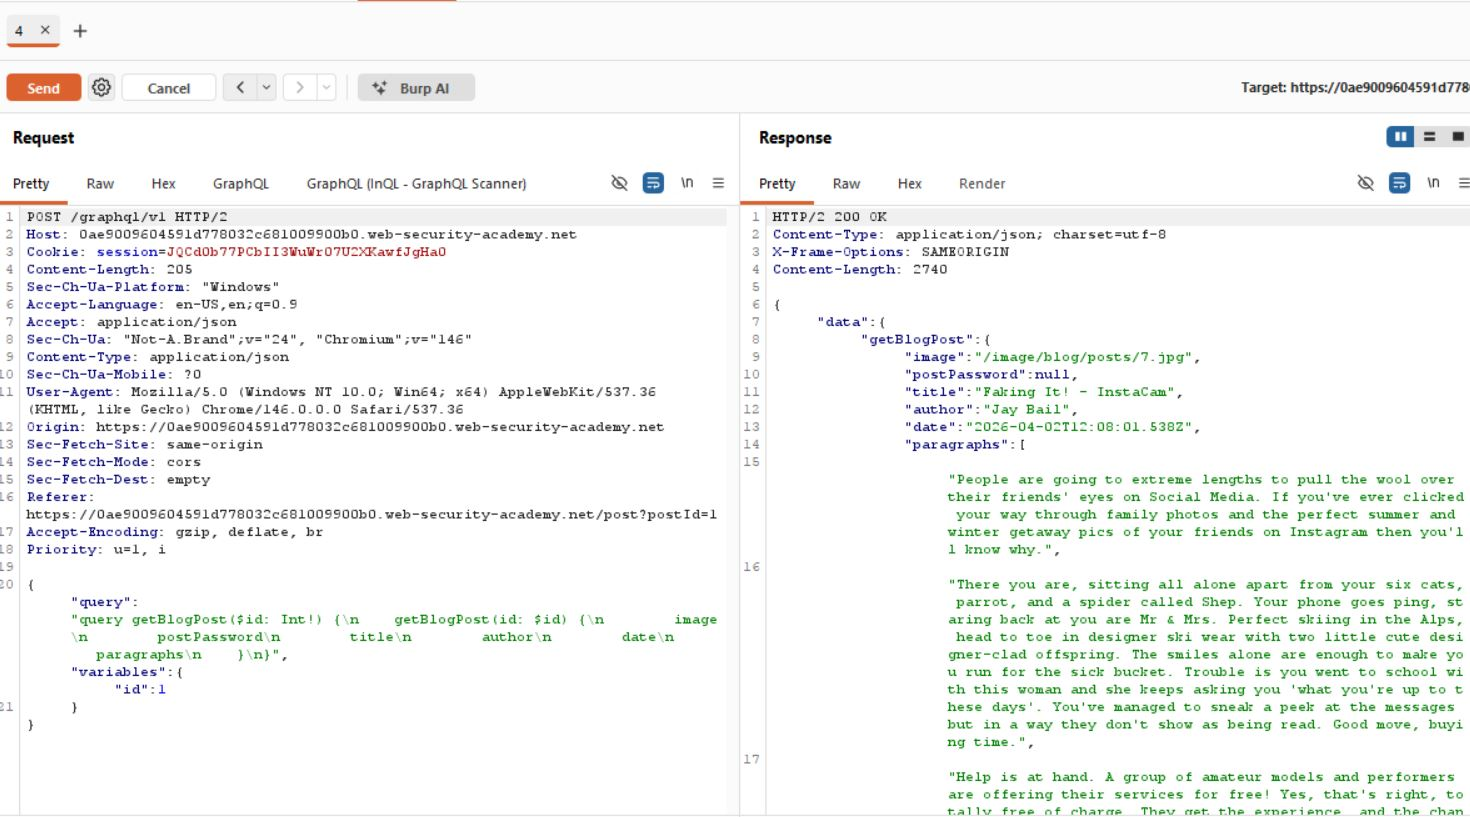 4 × +
Send Cancel < > Burp AI Target: https://0ae9009604591d778
Request
Pretty Raw Hex GraphQL GraphQL (InQL - GraphQL Scanner) \n
1 POST /graphql/v1 HTTP/2
2 Host: 0ae9009604591d778032c681009900b0.web-security-academy.net
3 Cookie: session=JQCd0b77PCbII3WuWr07U2XKawfJgHa0
4 Content-Length: 205
5 Sec-Ch-Ua-Platform: "Windows"
6 Accept-Language: en-US,en;q=0.9
7 Accept: application/json
8 Sec-Ch-Ua: "Not-A.Brand";v="24", "Chromium";v="146"
9 Content-Type: application/json
10 Sec-Ch-Ua-Mobile: ?0
11 User-Agent: Mozilla/5.0 (Windows NT 10.0; Win64; x64) AppleWebKit/537.36
(KHTML, like Gecko) Chrome/146.0.0.0 Safari/537.36
12 Origin: https://0ae9009604591d778032c681009900b0.web-security-academy.net
13 Sec-Fetch-Site: same-origin
14 Sec-Fetch-Mode: cors
15 Sec-Fetch-Dest: empty
16 Referer:
https://0ae9009604591d778032c681009900b0.web-security-academy.net/post?postId=1
17 Accept-Encoding: gzip, deflate, br
18 Priority: u=1, i
19
20 {
"query":
"query getBlogPost($id: Int!) {\n getBlogPost(id: $id) {\n image
\n postPassword\n title\n author\n date\n
paragraphs\n }\n}",
"variables":{
"id":1
21 }
}
Response
Pretty Raw Hex Render \n
1 HTTP/2 200 OK
2 Content-Type: application/json; charset=utf-8
3 X-Frame-Options: SAMEORIGIN
4 Content-Length: 2740
5
6 {
7 "data":{
8 "getBlogPost":{
9 "image":"/image/blog/posts/7.jpg",
10 "postPassword":null,
11 "title":"Faking It! - InstaCam",
12 "author":"Jay Bail",
13 "date":"2026-04-02T12:08:01.538Z",
14 "paragraphs":[
15
"People are going to extreme lengths to pull the wool over
their friends' eyes on Social Media. If you've ever clicked
your way through family photos and the perfect summer and
winter getaway pics of your friends on Instagram then you'l
l know why.",
16
"There you are, sitting all alone apart from your six cats,
parrot, and a spider called Shep. Your phone goes ping, st
aring back at you are Mr & Mrs. Perfect skiing in the Alps,
head to toe in designer ski wear with two little cute desi
gner-clad offspring. The smiles alone are enough to make yo
u run for the sick bucket. Trouble is you went to school wi
th this woman and she keeps asking you 'what you're up to t
hese days'. You've managed to sneak a peek at the messages
but in a way they don't show as being read. Good move, buyi
ng time.",
17
"Help is at hand. A group of amateur models and performers
are offering their services for free! Yes, that's right, to
tally free of charge. They get the experience, and the chan